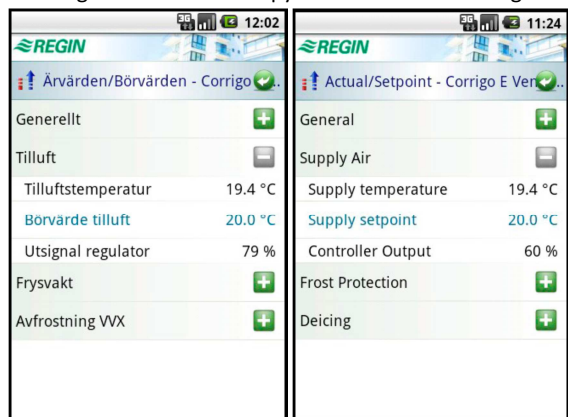 3G 12:02
REGIN
Ärvärden/Börvärden - Corrigo ..
Generellt
Tilluft
Tilluftstemperatur 19.4 °C
Börvärde tilluft 20.0 °C
Utsignal regulator 79 %
Frysvakt
Avfrostning VVX
3G 11:24
REGIN
Actual/Setpoint - Corrigo E Ven..
General
Supply Air
Supply temperature 19.4 °C
Supply setpoint 20.0 °C
Controller Output 60 %
Frost Protection
Deicing